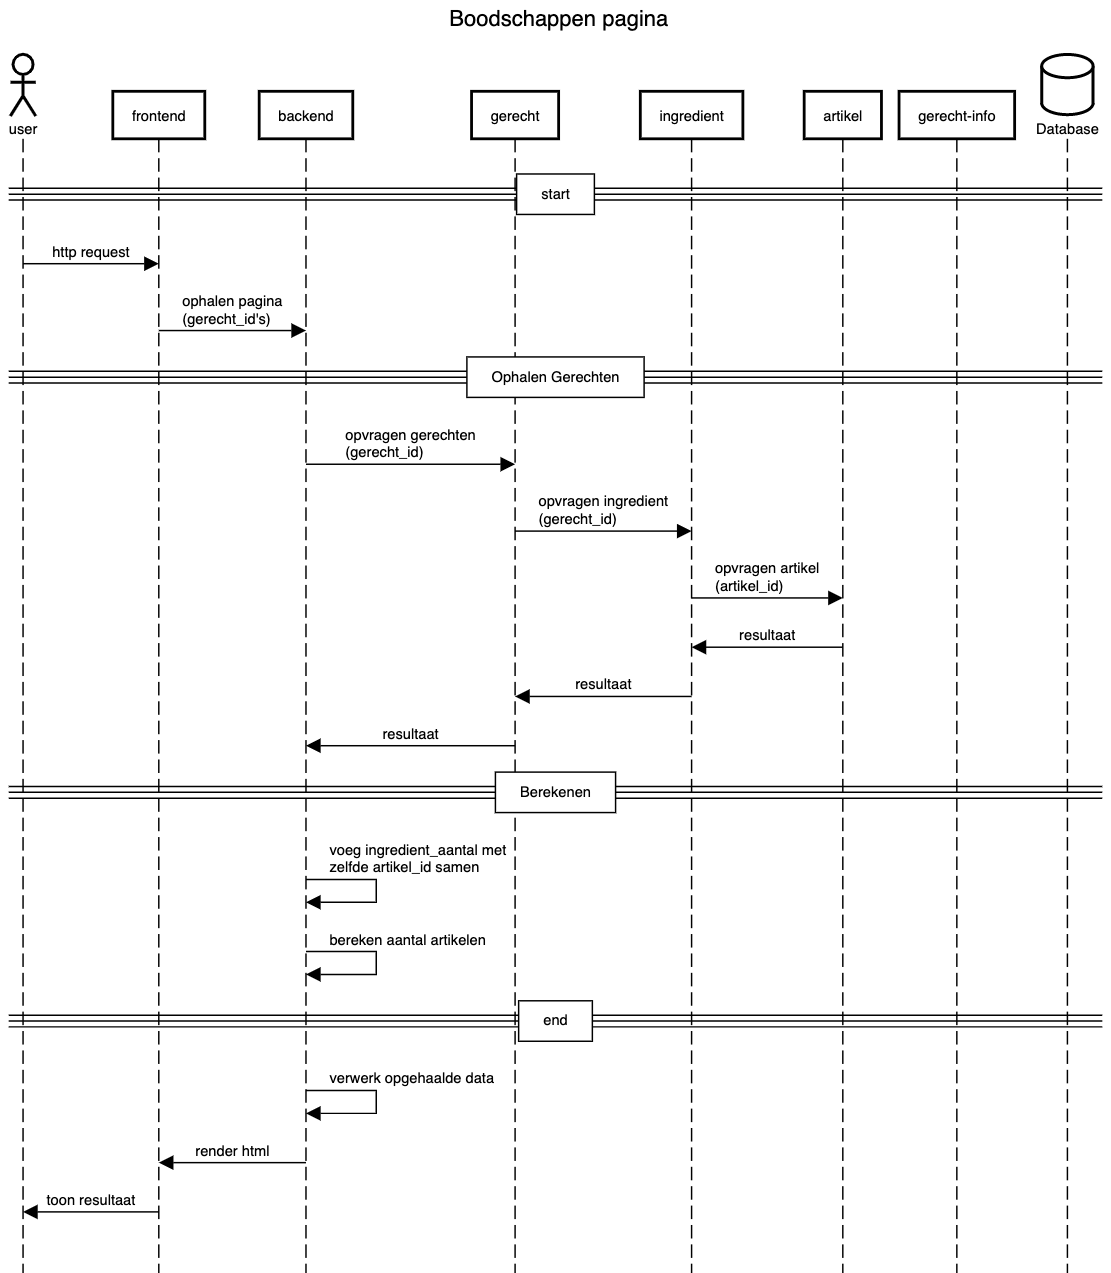 Boodschappen pagina
user
frontend
backend
gerecht
ingredient
artikel
gerecht-info
Database
start
http request
ophalen pagina
(gerecht_id's)
Ophalen Gerechten
opvragen gerechten
(gerecht_id)
opvragen ingredient
(gerecht_id)
opvragen artikel
(artikel_id)
resultaat
resultaat
resultaat
Berekenen
voeg ingredient_aantal met
zelfde artikel_id samen
bereken aantal artikelen
end
verwerk opgehaalde data
render html
toon resultaat